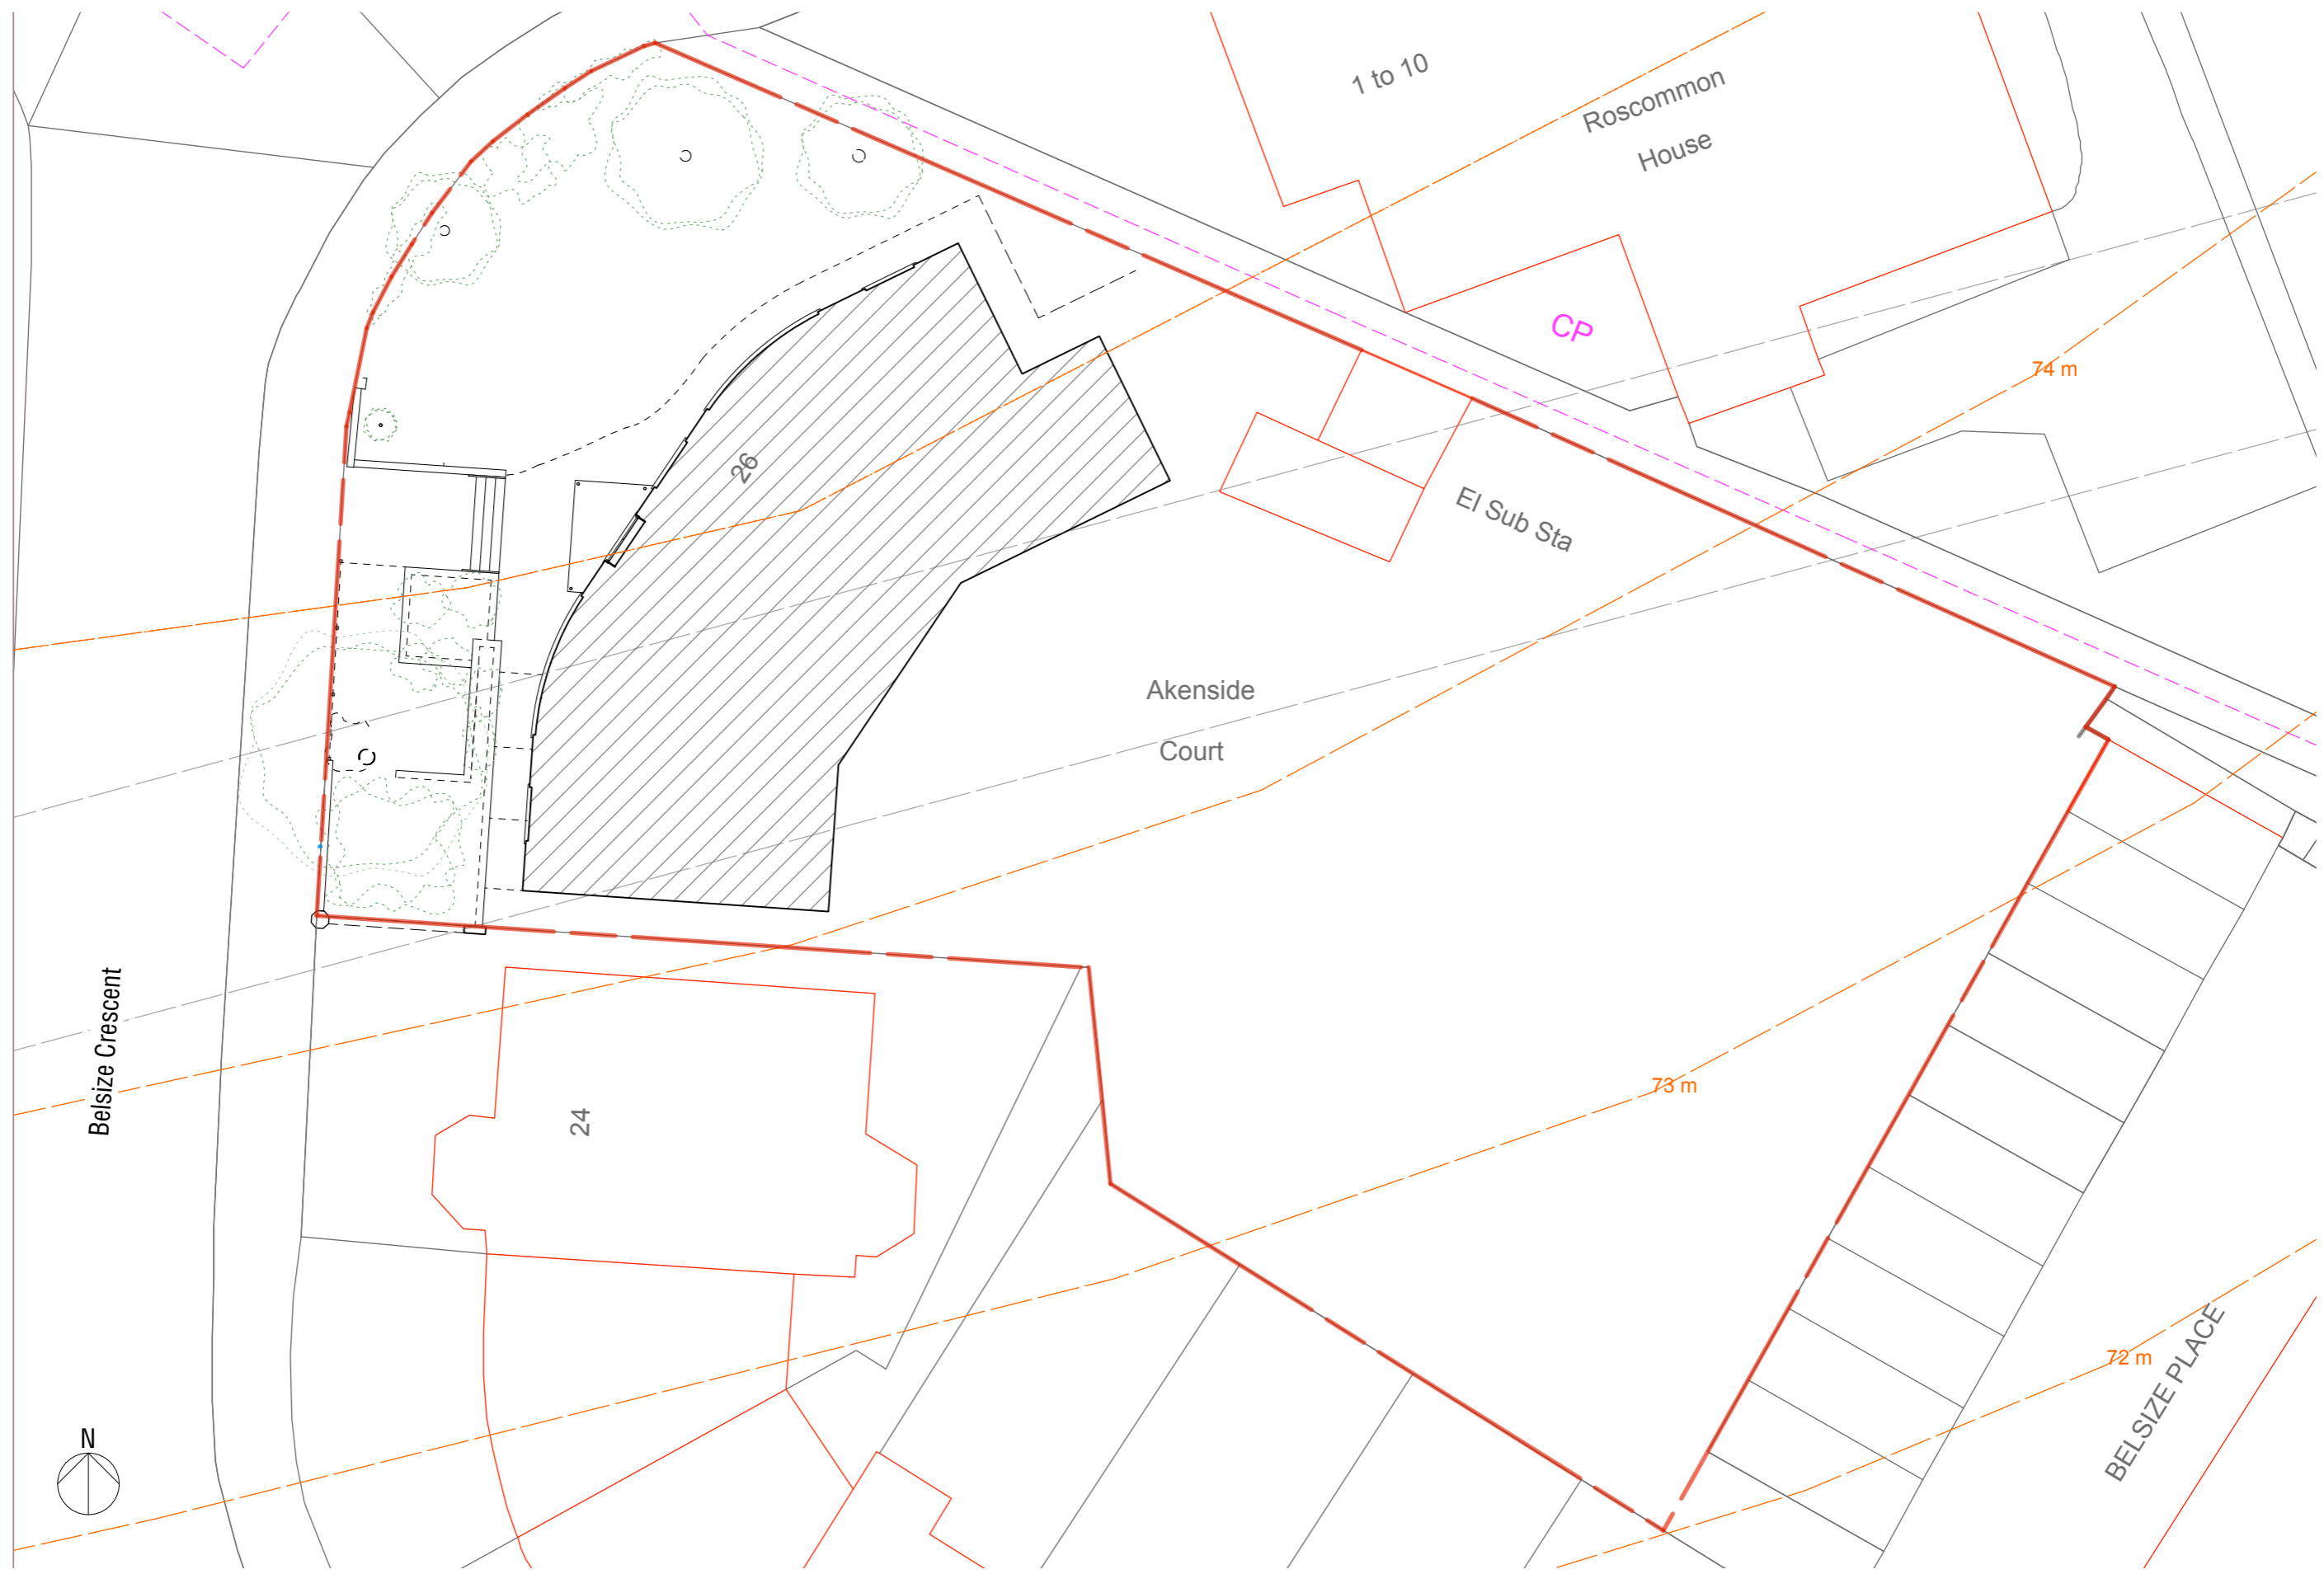 1 to 10
Roscommon
House
CP
74 m
26
El Sub Sta
Akenside
Court
Belsize Crescent
73 m
24
72 m
BELSIZE PLACE
N